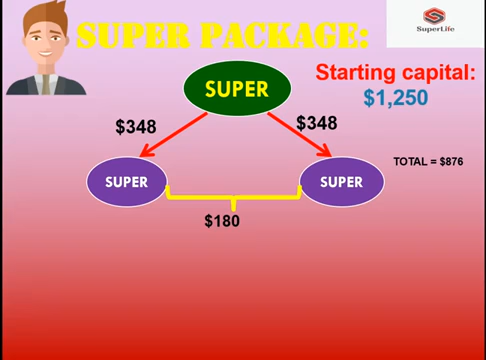 SUPER PACKAGE:
SuperLife
Starting capital:
$1,250
SUPER
$348
$348
TOTAL = $876
SUPER
SUPER
$180